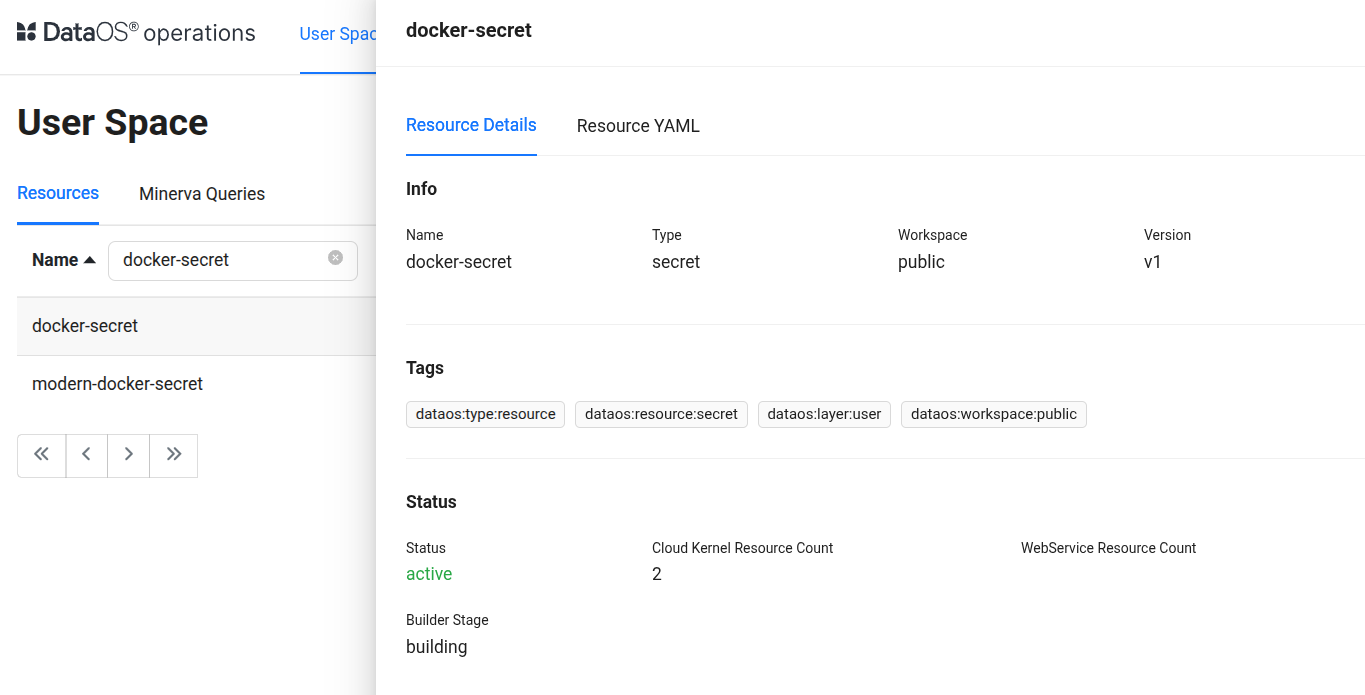 DataOS® operations
User Spac
User Space
Resources
Minerva Queries
Name
docker-secret
docker-secret
modern-docker-secret
docker-secret
Resource Details
Resource YAML
Info
Name
Type
Workspace
Version
docker-secret
secret
public
v1
Tags
dataos:type:resource
dataos:resource:secret
dataos:layer:user
dataos:workspace:public
Status
Status
Cloud Kernel Resource Count
WebService Resource Count
active
2
Builder Stage
building